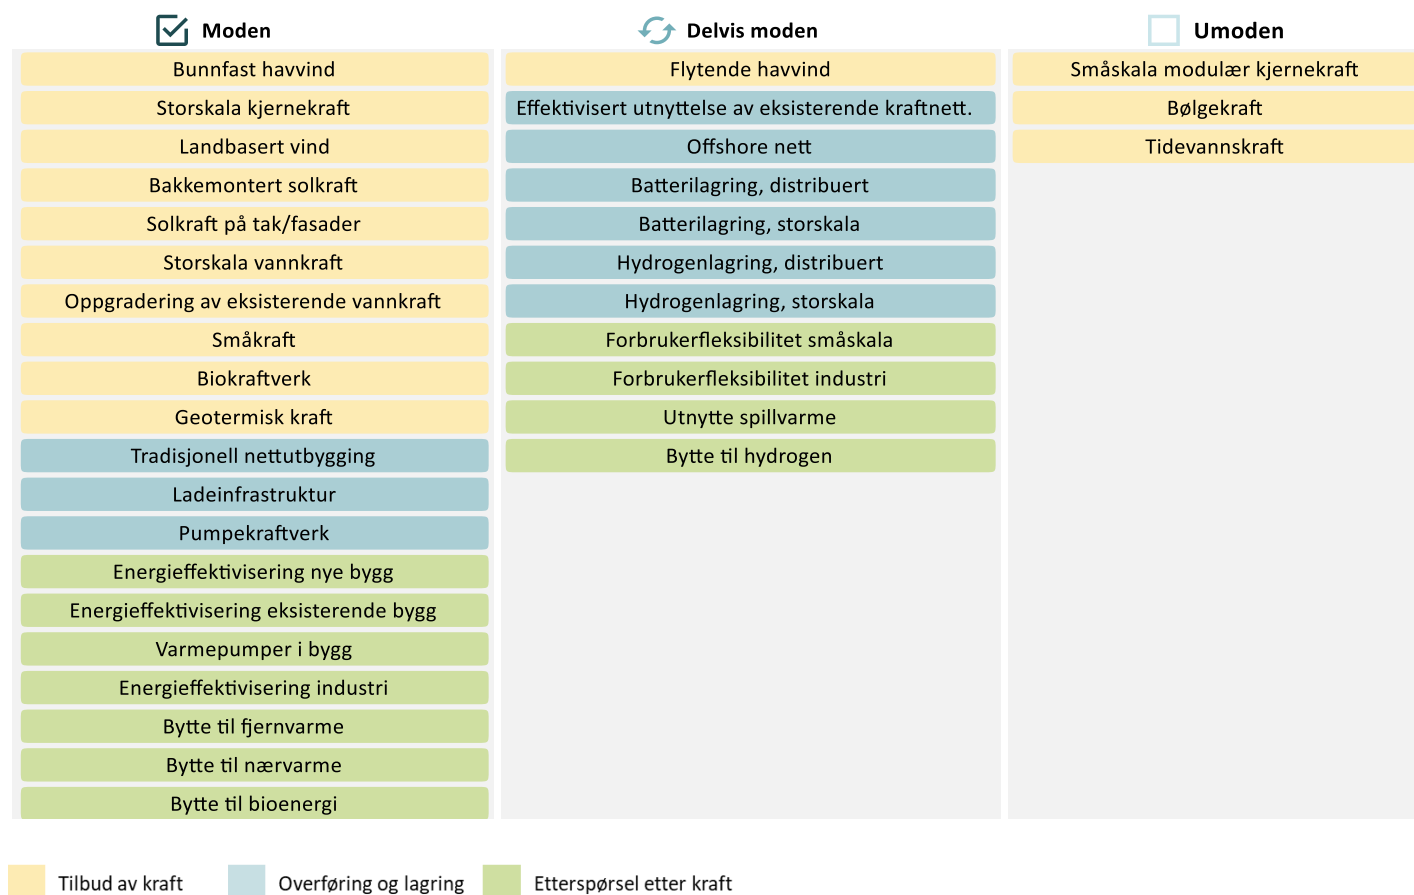 Moden
Bunnfast havvind
Storskala kjernekraft
Landbasert vind
Bakkemontert solkraft
Solkraft på tak/fasader
Storskala vannkraft
Oppgradering av eksisterende vannkraft
Småkraft
Biokraftverk
Geotermisk kraft
Tradisjonell nettutbygging
Ladeinfrastruktur
Pumpekraftverk
Energieffektivisering nye bygg
Energieffektivisering eksisterende bygg
Varmepumper i bygg
Energieffektivisering industri
Bytte til fjernvarme
Bytte til nærvarme
Bytte til bioenergi
Delvis moden
Flytende havvind
Effektivisert utnyttelse av eksisterende kraftnett.
Offshore nett
Batterilagring, distribuert
Batterilagring, storskala
Hydrogenlagring, distribuert
Hydrogenlagring, storskala
Forbrukerfleksibilitet småskala
Forbrukerfleksibilitet industri
Utnytte spillvarme
Bytte til hydrogen
Umoden
Småskala modulær kjernekraft
Bølgekraft
Tidevannskraft
Tilbud av kraft
Overføring og lagring
Etterspørsel etter kraft